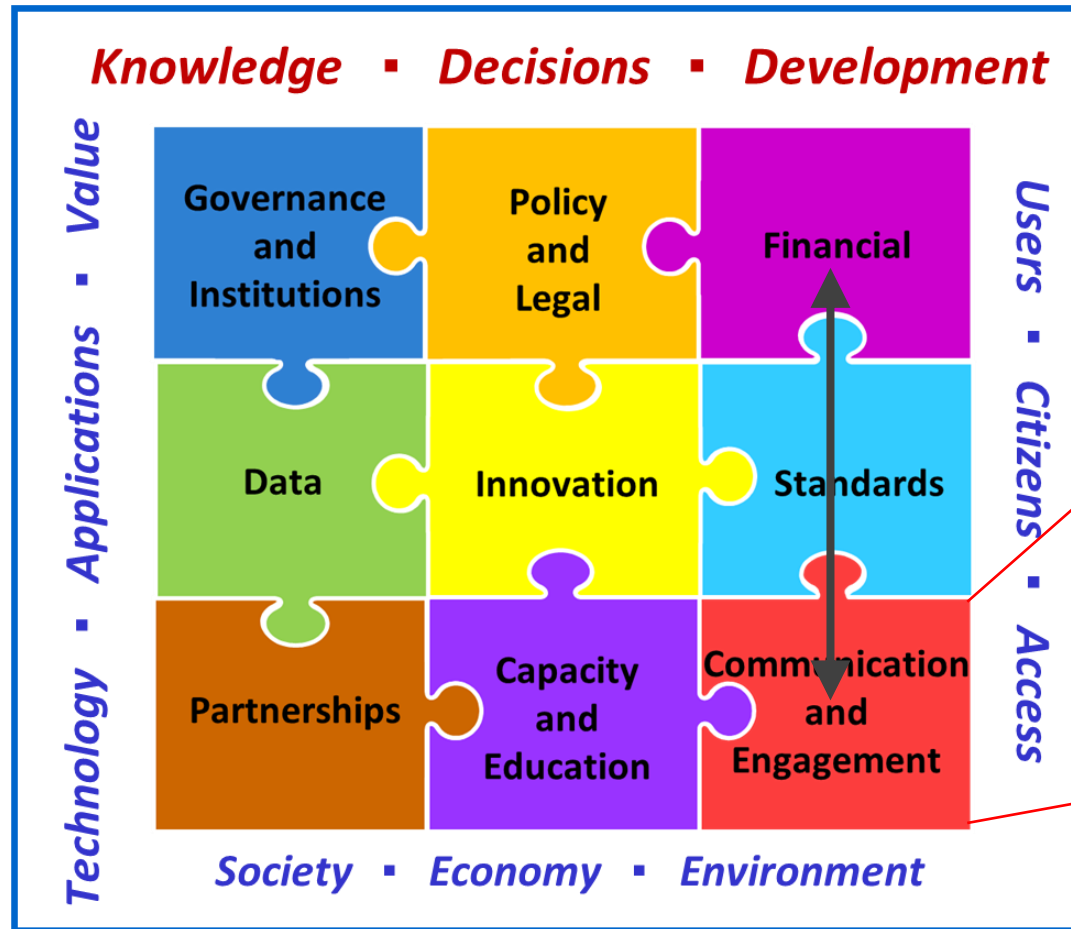 Knowledge ▪ Decisions ▪ Development
Technology ▪ Applications ▪ Value
Governance
and
Institutions
Policy
and
Legal
Financial
Data
Innovation
Standards
Partnerships
Capacity
and
Education
Communication
and
Engagement
Users ▪ Citizens ▪ Access
Society ▪ Economy ▪ Environment